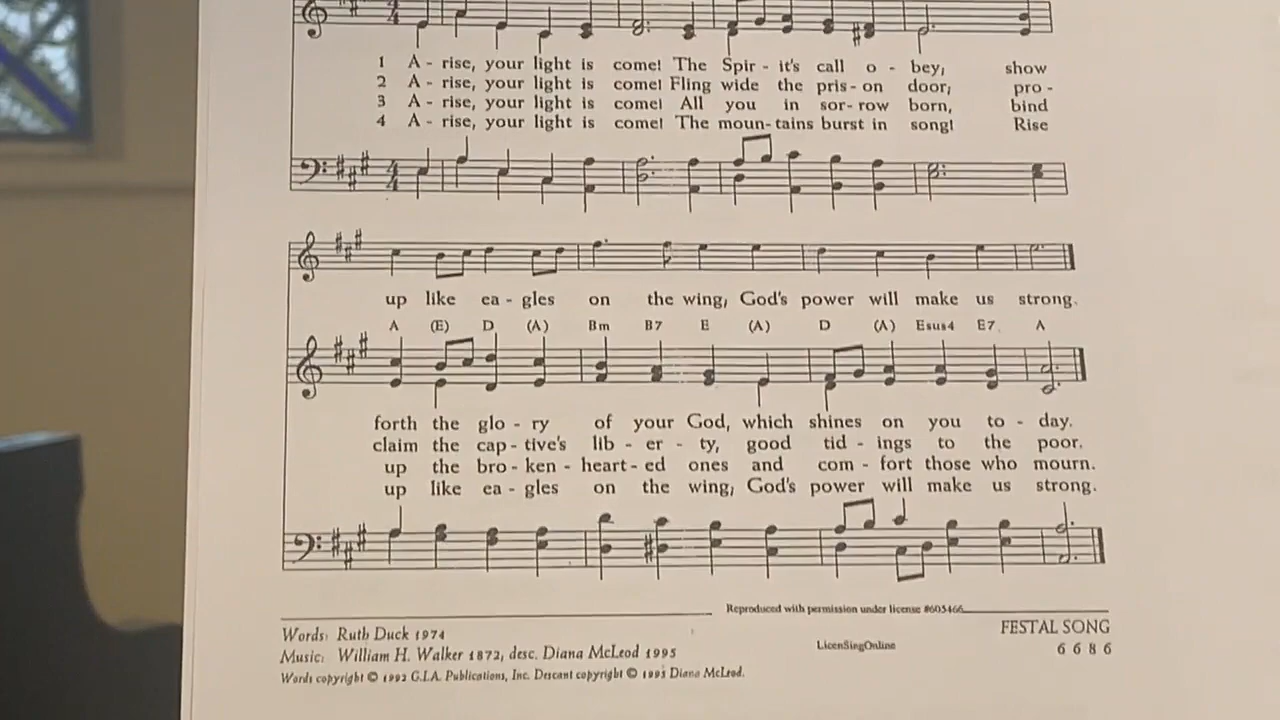 1 A - rise, your light is come! The Spir - it's call o - bey, show
2 A - rise, your light is come! Fling wide the pris - on door; pro -
3 A - rise, your light is come! All you in sor - row born, bind
4 A - rise, your light is come! The moun - tains burst in song! Rise
up like ea - gles on the wing; God's power will make us strong.
A (E) D (A) Bm B7 E (A) D (A) Esus4 E7 A
forth the glo - ry of your God, which shines on you to - day.
claim the cap - tive's lib - er - ty, good tid - ings to the poor.
up the bro - ken - heart - ed ones and com - fort those who mourn.
up like ea - gles on the wing; God's power will make us strong.
Reproduced with permission under license #605466
Words: Ruth Duck 1974
FESTAL SONG
Music: William H. Walker 1872, desc. Diana McLeod 1995
LicenSingOnline
6 6 8 6
Words copyright © 1992 G.I.A. Publications, Inc. Descant copyright © 1995 Diana McLeod.